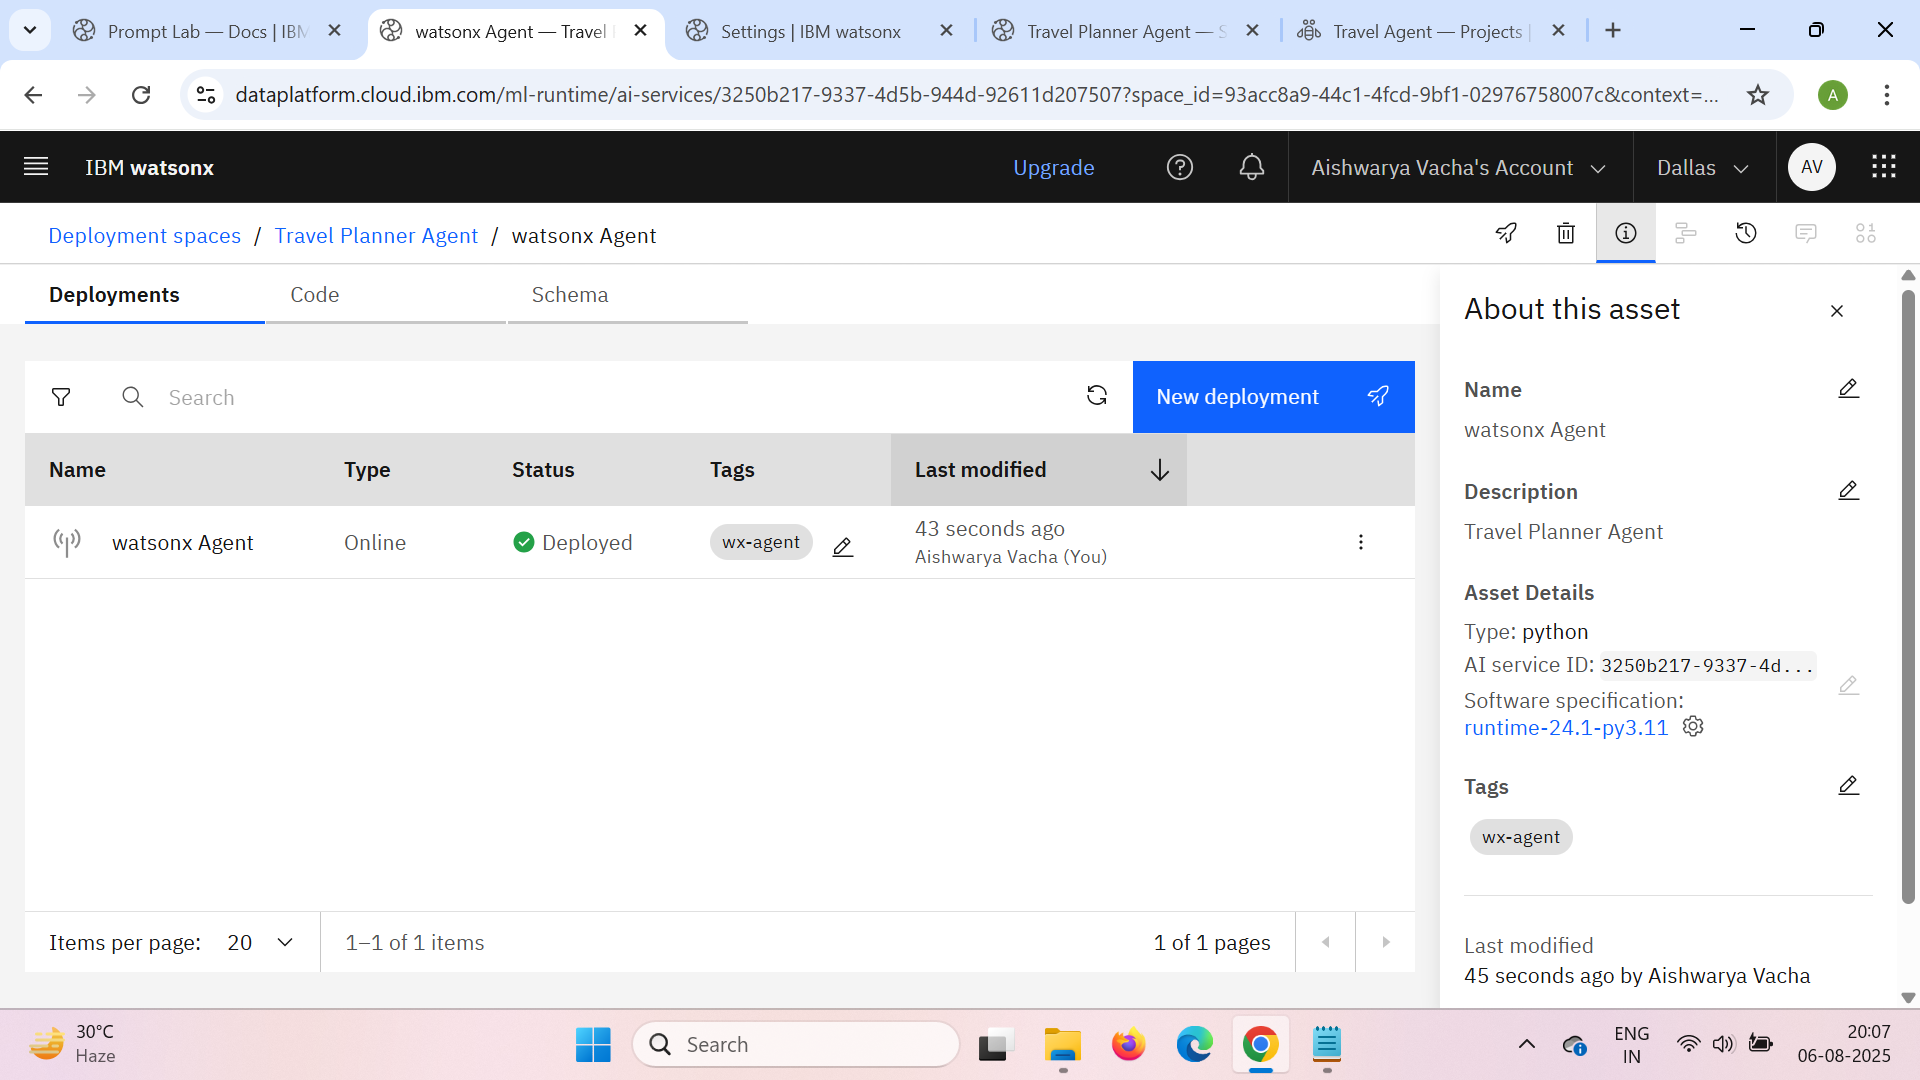 Prompt Lab — Docs | IBM
watsonx Agent — Travel
Settings | IBM watsonx
Travel Planner Agent — S
Travel Agent — Projects |
dataplatform.cloud.ibm.com/ml-runtime/ai-services/3250b217-9337-4d5b-944d-92611d207507?space_id=93acc8a9-44c1-4fcd-9bf1-02976758007c&context=...
A
IBM watsonx
Upgrade
Aishwarya Vacha's Account
Dallas
AV
Deployment spaces / Travel Planner Agent / watsonx Agent
Deployments
Code
Schema
Search
New deployment
Name
Type
Status
Tags
Last modified
watsonx Agent
Online
Deployed
wx-agent
43 seconds ago
Aishwarya Vacha (You)
Items per page: 20
1–1 of 1 items
1 of 1 pages
About this asset
Name
watsonx Agent
Description
Travel Planner Agent
Asset Details
Type: python
AI service ID: 3250b217-9337-4d...
Software specification:
runtime-24.1-py3.11
Tags
wx-agent
Last modified
45 seconds ago by Aishwarya Vacha
30°C
Haze
Search
ENG
IN
20:07
06-08-2025